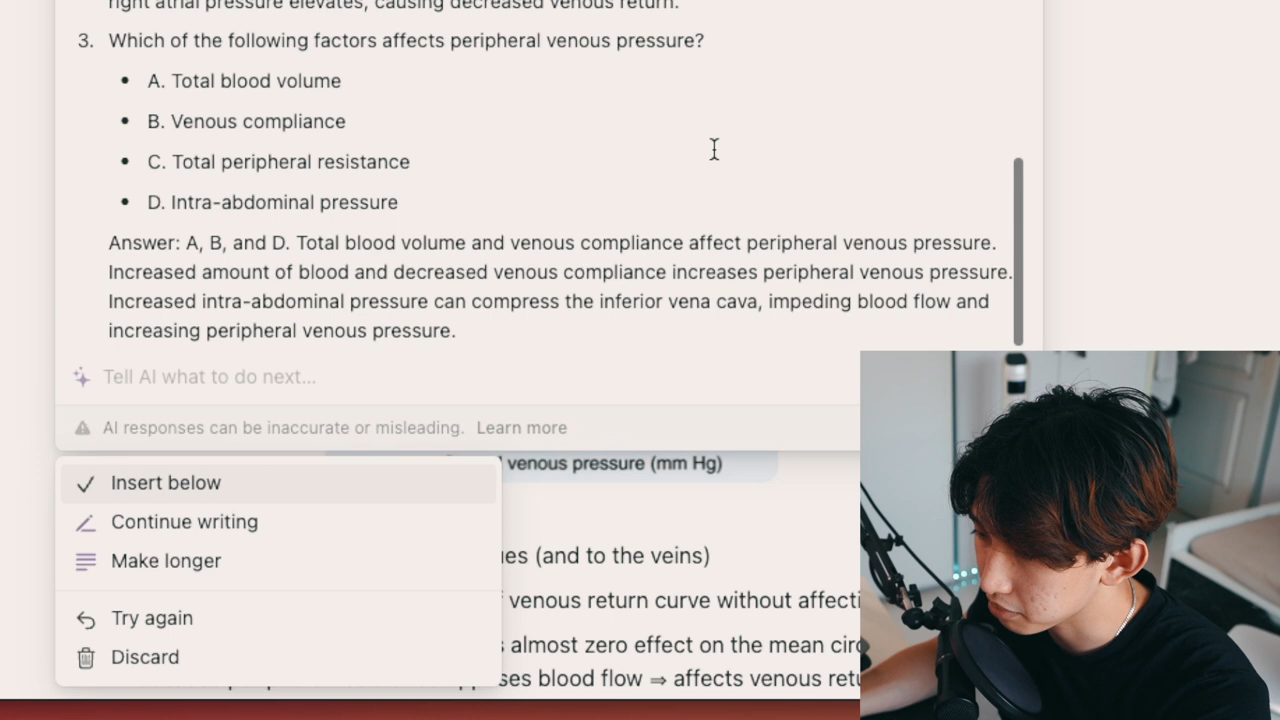 right atrial pressure elevates, causing decreased venous return.
3. Which of the following factors affects peripheral venous pressure?
• A. Total blood volume
• B. Venous compliance
• C. Total peripheral resistance
• D. Intra-abdominal pressure
Answer: A, B, and D. Total blood volume and venous compliance affect peripheral venous pressure.
Increased amount of blood and decreased venous compliance increases peripheral venous pressure.
Increased intra-abdominal pressure can compress the inferior vena cava, impeding blood flow and
increasing peripheral venous pressure.
Tell AI what to do next...
AI responses can be inaccurate or misleading. Learn more
venous pressure (mm Hg)
Insert below
Continue writing
Make longer
Try again
Discard
(and to the veins)
venous return curve without
almost zero effect on the mean
blood flow ⇒ affects venous